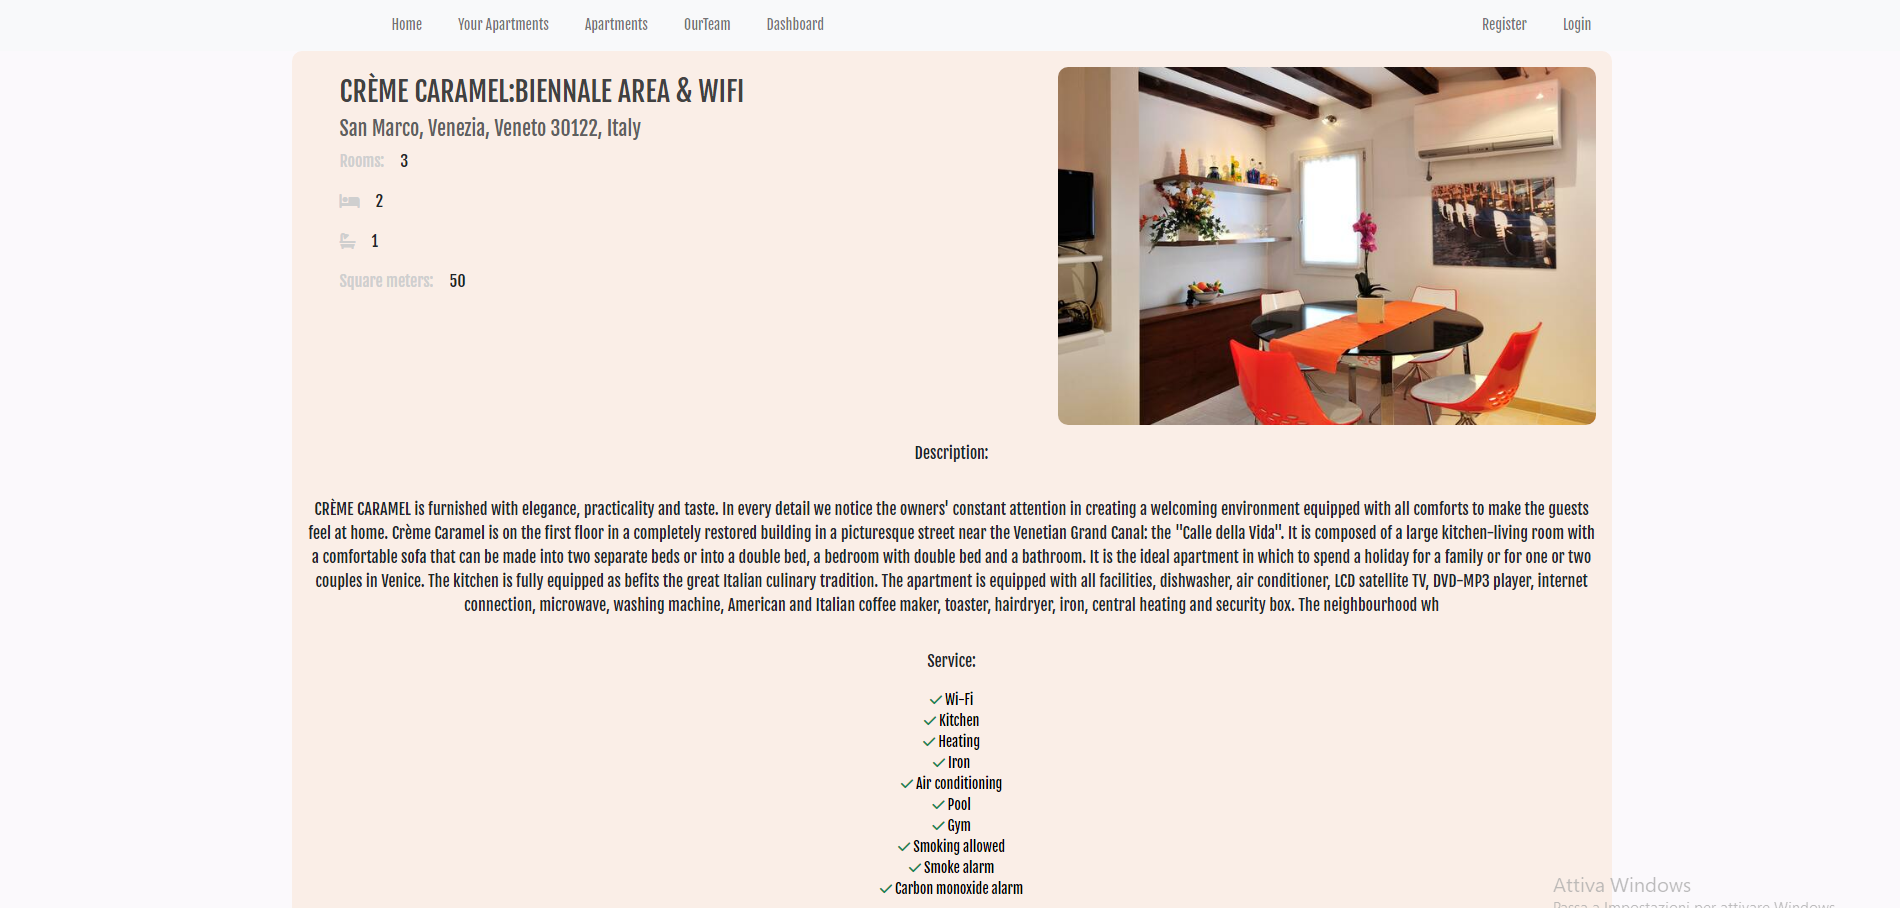 Home Your Apartments Apartments OurTeam Dashboard Register Login
CRÈME CARAMEL:BIENNALE AREA & WIFI
San Marco, Venezia, Veneto 30122, Italy
Rooms: 3
2
1
Square meters: 50
Description:
CRÈME CARAMEL is furnished with elegance, practicality and taste. In every detail we notice the owners' constant attention in creating a welcoming environment equipped with all comforts to make the guests
feel at home. Crème Caramel is on the first floor in a completely restored building in a picturesque street near the Venetian Grand Canal: the "Calle della Vida". It is composed of a large kitchen-living room with
a comfortable sofa that can be made into two separate beds or into a double bed, a bedroom with double bed and a bathroom. It is the ideal apartment in which to spend a holiday for a family or for one or two
couples in Venice. The kitchen is fully equipped as befits the great Italian culinary tradition. The apartment is equipped with all facilities, dishwasher, air conditioner, LCD satellite TV, DVD-MP3 player, internet
connection, microwave, washing machine, American and Italian coffee maker, toaster, hairdryer, iron, central heating and security box. The neighbourhood wh
Service:
Wi-Fi
Kitchen
Heating
Iron
Air conditioning
Pool
Gym
Smoking allowed
Smoke alarm
Carbon monoxide alarm
Attiva Windows
Passa a Impostazioni per attivare Windows